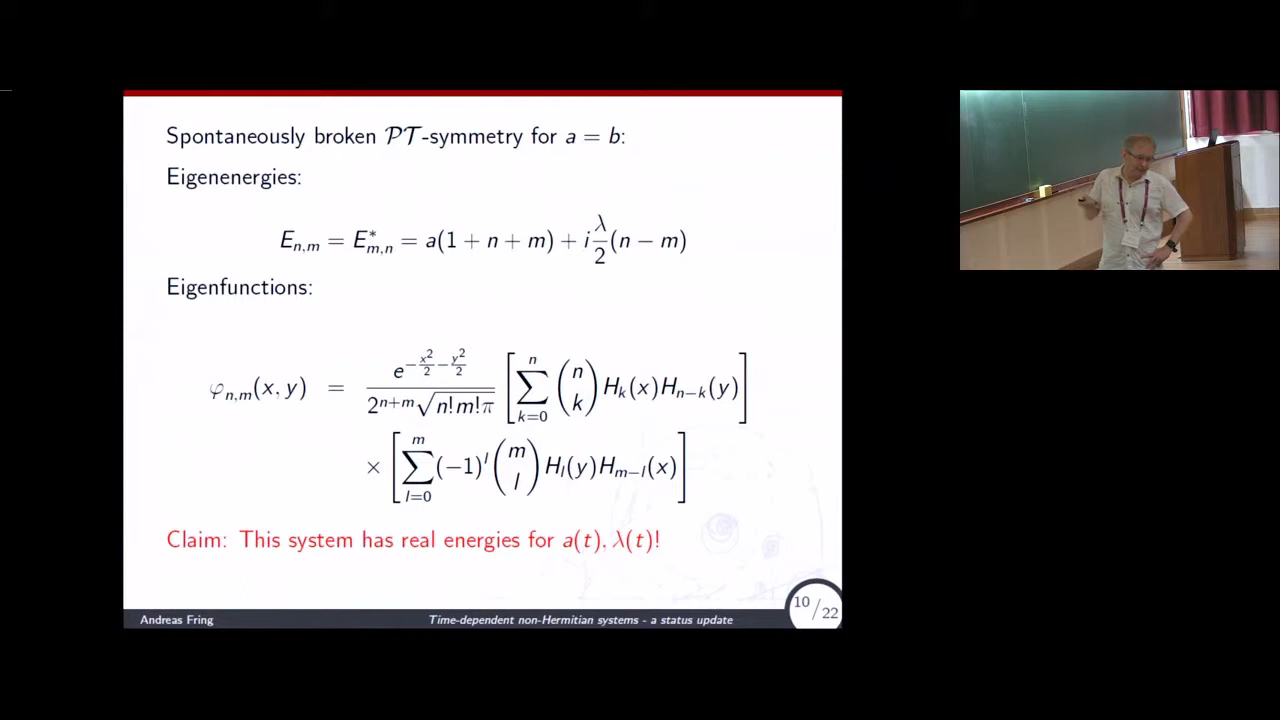 Spontaneously broken 𝒫𝒯-symmetry for a = b:
Eigenenergies:
E_{n,m} = E*_{m,n} = a(1 + n + m) + i λ/2 (n − m)
Eigenfunctions:
φ_{n,m}(x, y) = e^{−x²/2 − y²/2} / (2^{n+m} √(n!m!π)) [ ∑_{k=0}^{n} (n k) H_k(x)H_{n−k}(y) ]
× [ ∑_{l=0}^{m} (−1)^l (m l) H_l(y)H_{m−l}(x) ]
Claim: This system has real energies for a(t), λ(t)!
10/22
Andreas Fring Time-dependent non-Hermitian systems - a status update